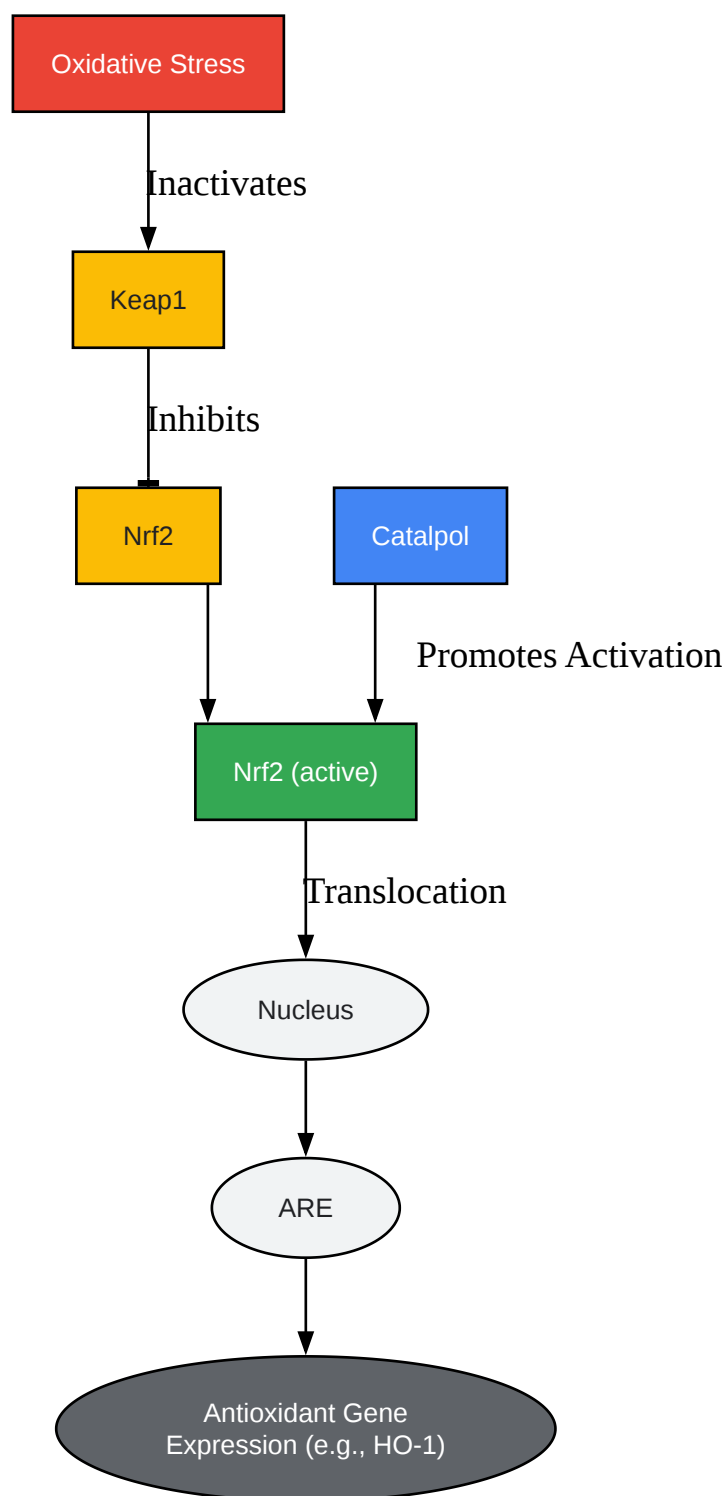 Oxidative Stress
Inactivates
Keap1
Inhibits
Nrf2
Catalpol
Promotes Activation
Nrf2 (active)
Translocation
Nucleus
ARE
Antioxidant Gene
Expression (e.g., HO-1)